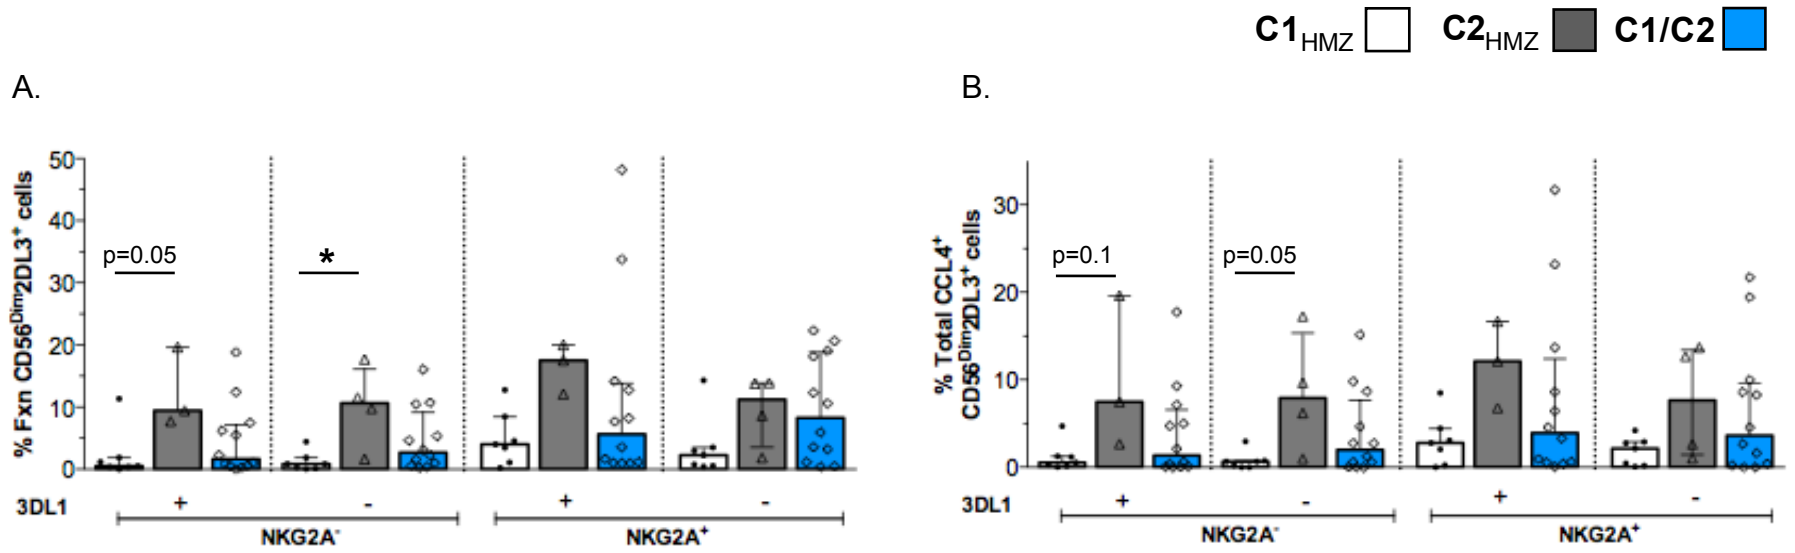 C1HMZ C2HMZ C1/C2
A.
B.
% Fxn CD56Dim2DL3+ cells
50
40
30
20
10
0
p=0.05
*
3DL1 + - + -
NKG2A- NKG2A+
% Total CCL4+
CD56Dim2DL3+ cells
30
20
10
0
p=0.1
p=0.05
3DL1 + - + -
NKG2A- NKG2A+